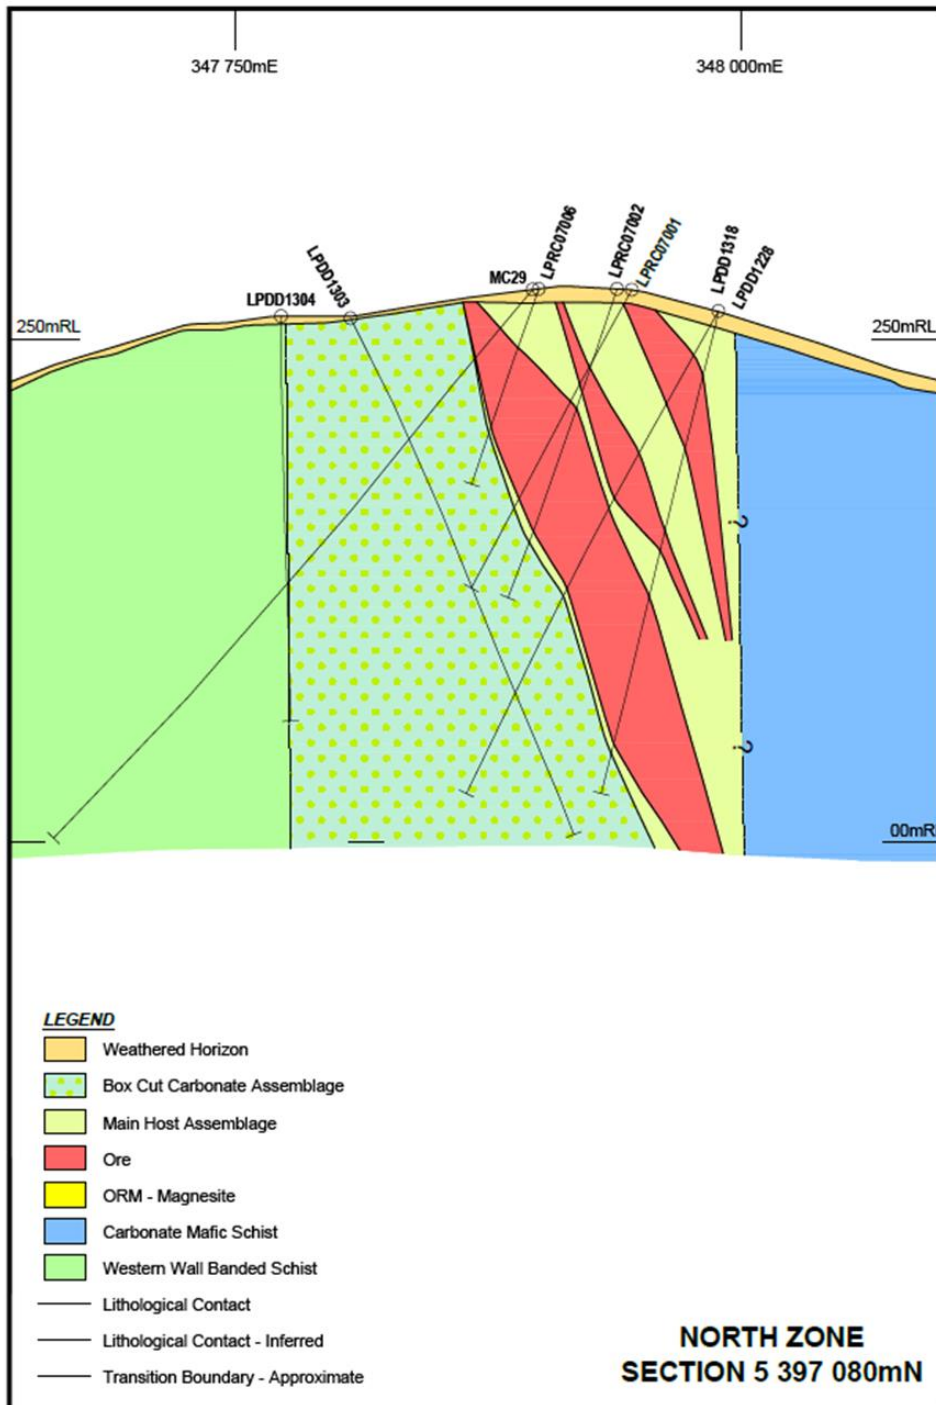 347 750mE
348 000mE
LPDD1304
LPDD1303
MC29
LPRC07006
LPRC07002
LPRC07001
LPDD1318
LPDD1228
250mRL
250mRL
?
?
00mR
LEGEND
Weathered Horizon
Box Cut Carbonate Assemblage
Main Host Assemblage
Ore
ORM - Magnesite
Carbonate Mafic Schist
Western Wall Banded Schist
Lithological Contact
Lithological Contact - Inferred
Transition Boundary - Approximate
NORTH ZONE
SECTION 5 397 080mN